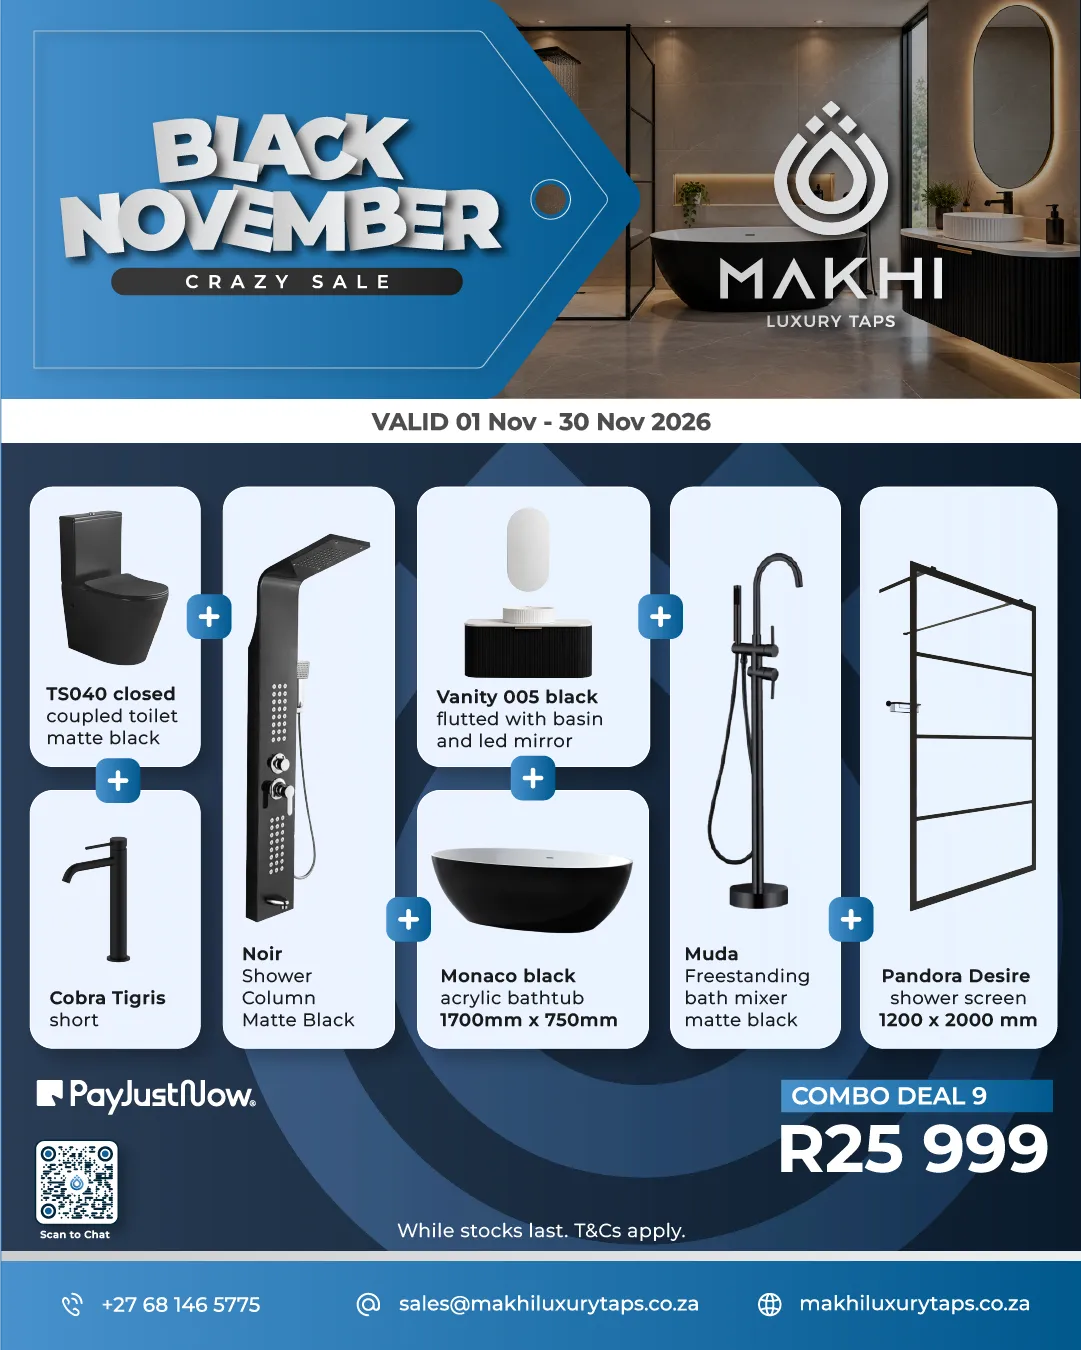 BLACK
NOVEMBER
CRAZY SALE
MAKHI
LUXURY TAPS
VALID 01 Nov - 30 Nov 2026
TS040 closed
coupled toilet
matte black
Cobra Tigris
short
Noir
Shower
Column
Matte Black
Vanity 005 black
flutted with basin
and led mirror
Monaco black
acrylic bathtub
1700mm x 750mm
Muda
Freestanding
bath mixer
matte black
Pandora Desire
shower screen
1200 x 2000 mm
PayJustNow®
Scan to Chat
COMBO DEAL 9
R25 999
While stocks last. T&Cs apply.
+27 68 146 5775
sales@makhiluxurytaps.co.za
makhiluxurytaps.co.za